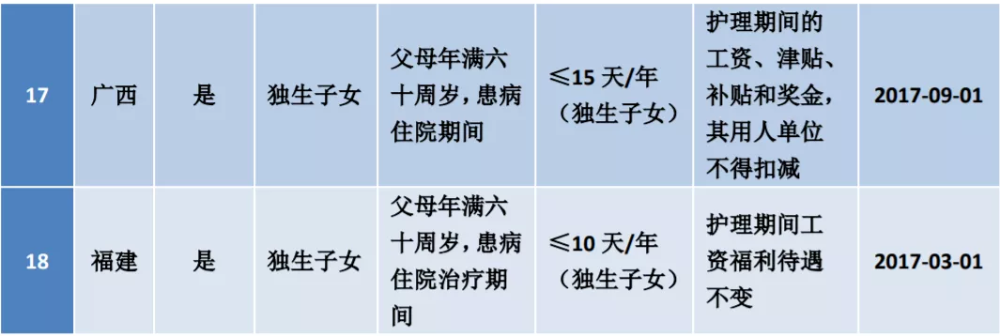 17
广西
是
独生子女
父母年满六
十周岁，患病
住院期间
≤15 天/年
（独生子女）
护理期间的
工资、津贴、
补贴和奖金，
其用人单位
不得扣减
2017-09-01
18
福建
是
独生子女
父母年满六
十周岁，患病
住院治疗期
间
≤10 天/年
（独生子女）
护理期间工
资福利待遇
不变
2017-03-01